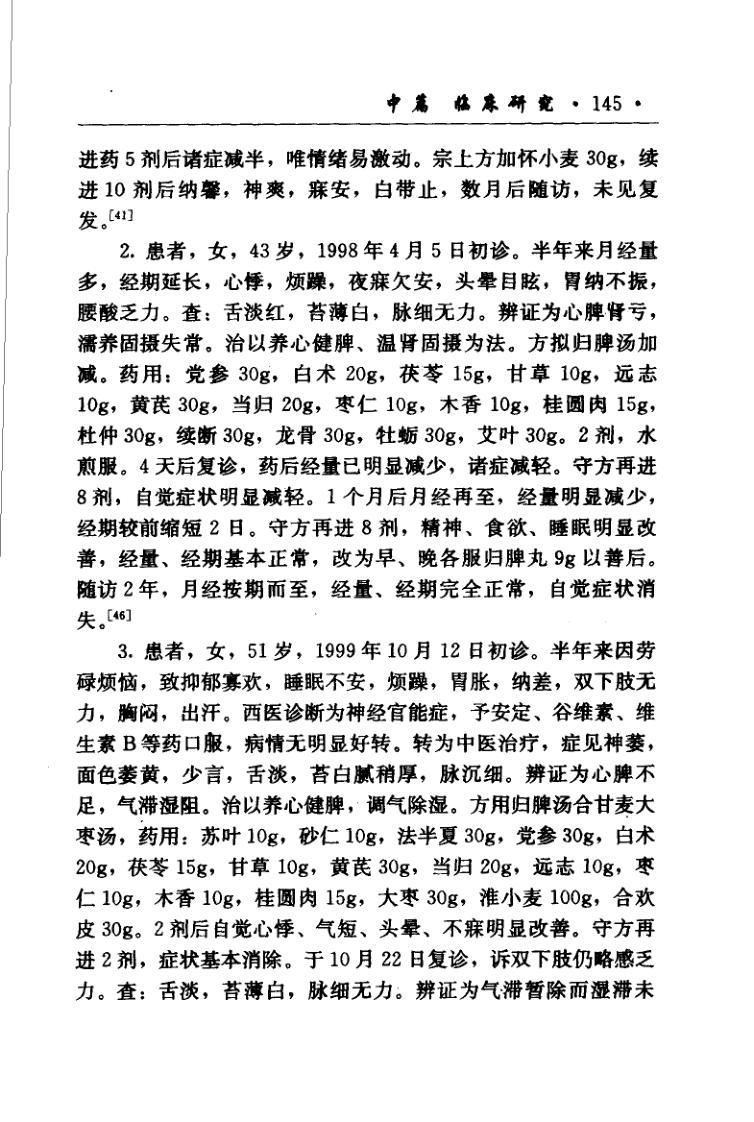 中篇 临床研究 · 145 ·
进药 5 剂后诸症减半，唯情绪易激动。宗上方加怀小麦 30g，续
进 10 剂后纳馨，神爽，寐安，白带止，数月后随访，未见复
发。[41]
2. 患者，女，43 岁，1998 年 4 月 5 日初诊。半年来月经量
多，经期延长，心悸，烦躁，夜寐欠安，头晕目眩，胃纳不振，
腰酸乏力。查：舌淡红，苔薄白，脉细无力。辨证为心脾肾亏，
濡养固摄失常。治以养心健脾、温肾固摄为法。方拟归脾汤加
减。药用：党参 30g，白术 20g，茯苓 15g，甘草 10g，远志
10g，黄芪 30g，当归 20g，枣仁 10g，木香 10g，桂圆肉 15g，
杜仲 30g，续断 30g，龙骨 30g，牡蛎 30g，艾叶 30g。2 剂，水
煎服。4 天后复诊，药后经量已明显减少，诸症减轻。守方再进
8 剂，自觉症状明显减轻。1 个月后月经再至，经量明显减少，
经期较前缩短 2 日。守方再进 8 剂，精神、食欲、睡眠明显改
善，经量、经期基本正常，改为早、晚各服归脾丸 9g 以善后。
随访 2 年，月经按期而至，经量、经期完全正常，自觉症状消
失。[46]
3. 患者，女，51 岁，1999 年 10 月 12 日初诊。半年来因劳
碌烦恼，致抑郁寡欢，睡眠不安，烦躁，胃胀，纳差，双下肢无
力，胸闷，出汗。西医诊断为神经官能症，予安定、谷维素、维
生素 B 等药口服，病情无明显好转。转为中医治疗，症见神萎，
面色萎黄，少言，舌淡，苔白腻稍厚，脉沉细。辨证为心脾不
足，气滞湿阻。治以养心健脾，调气除湿。方用归脾汤合甘麦大
枣汤，药用：苏叶 10g，砂仁 10g，法半夏 30g，党参 30g，白术
20g，茯苓 15g，甘草 10g，黄芪 30g，当归 20g，远志 10g，枣
仁 10g，木香 10g，桂圆肉 15g，大枣 30g，淮小麦 100g，合欢
皮 30g。2 剂后自觉心悸、气短、头晕、不寐明显改善。守方再
进 2 剂，症状基本消除。于 10 月 22 日复诊，诉双下肢仍略感乏
力。查：舌淡，苔薄白，脉细无力。辨证为气滞暂除而湿滞未